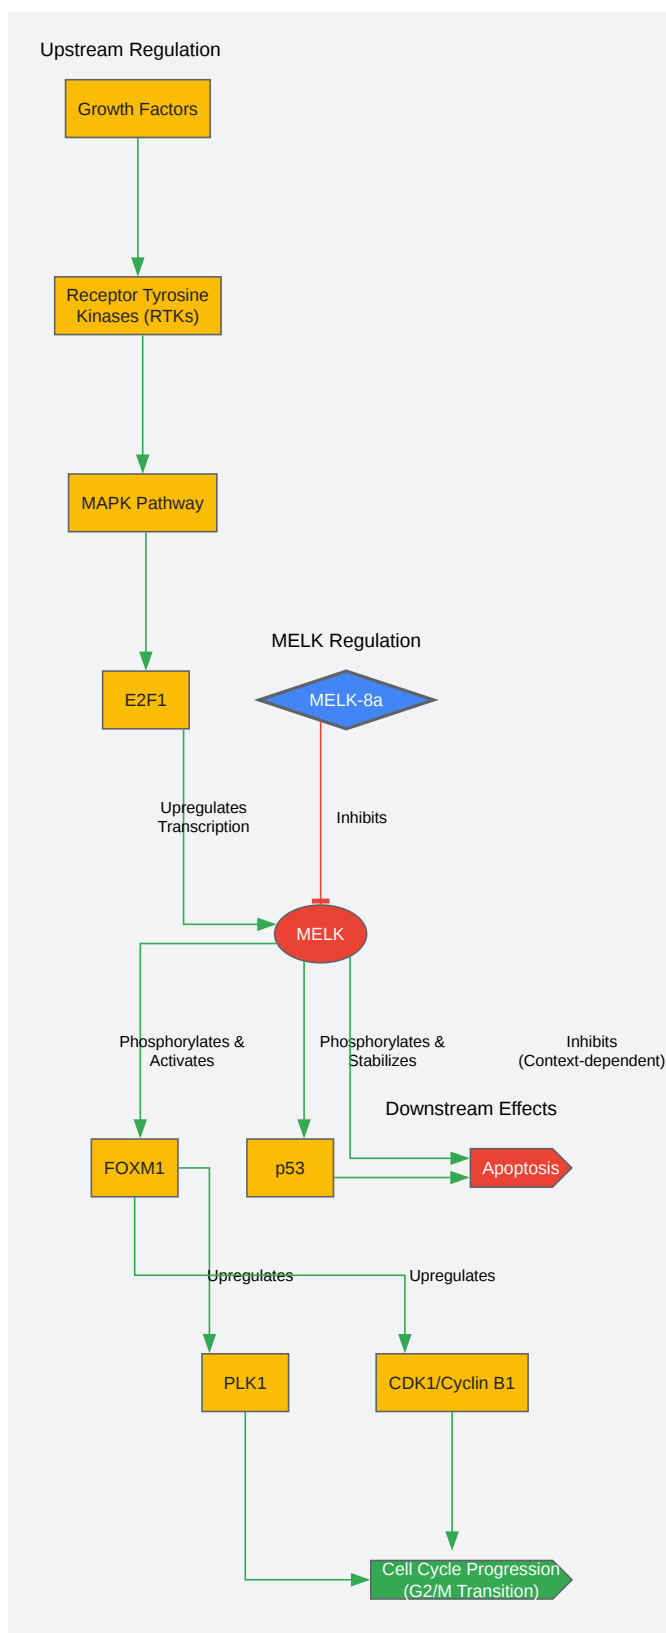 Upstream Regulation
Growth Factors
Receptor Tyrosine
Kinases (RTKs)
MAPK Pathway
MELK Regulation
E2F1
MELK-8a
Upregulates
Transcription
Inhibits
MELK
Phosphorylates &
Activates
Phosphorylates &
Stabilizes
Inhibits
(Context-dependent)
Downstream Effects
FOXM1
p53
Apoptosis
Upregulates
Upregulates
PLK1
CDK1/Cyclin B1
Cell Cycle Progression
(G2/M Transition)